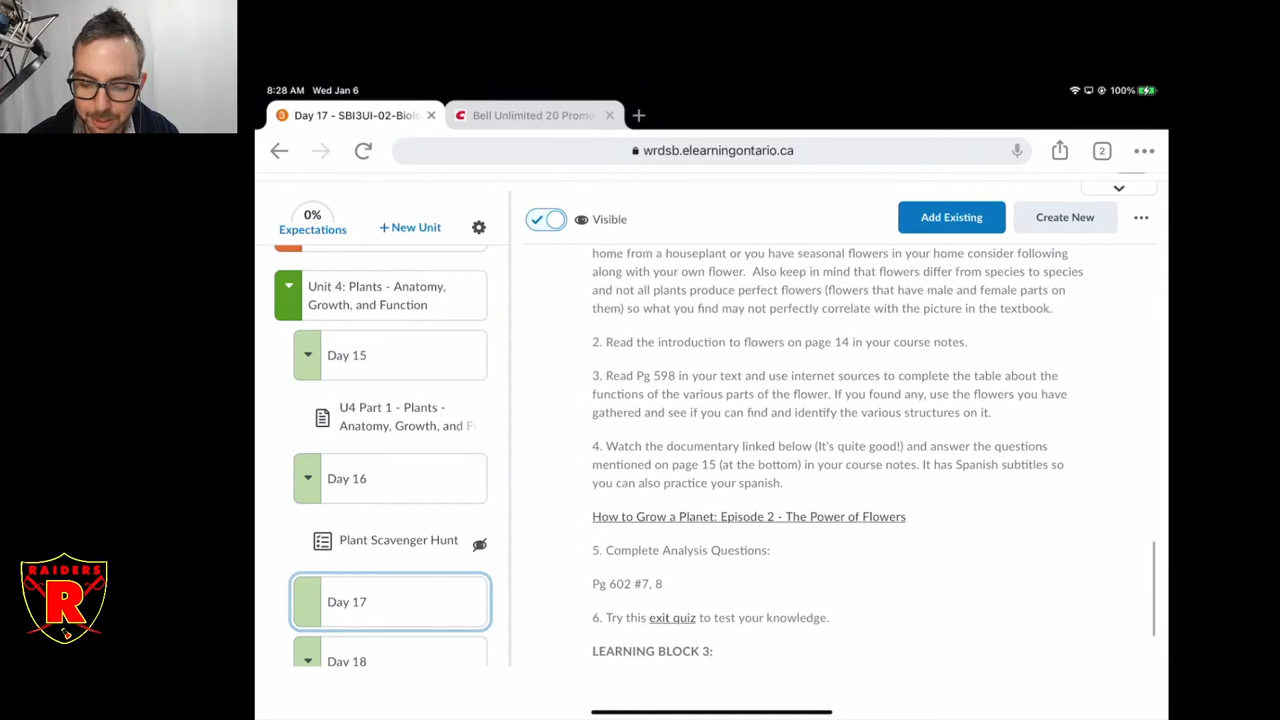 8:28 AM Wed Jan 6
100%
Day 17 - SBI3UI-02-Biolo
Bell Unlimited 20 Promo
wrdsb.elearningontario.ca
2
0%
Expectations
+ New Unit
Visible
Add Existing
Create New
Unit 4: Plants - Anatomy,
Growth, and Function
Day 15
U4 Part 1 - Plants -
Anatomy, Growth, and F
Day 16
Plant Scavenger Hunt
Day 17
Day 18
home from a houseplant or you have seasonal flowers in your home consider following
along with your own flower. Also keep in mind that flowers differ from species to species
and not all plants produce perfect flowers (flowers that have male and female parts on
them) so what you find may not perfectly correlate with the picture in the textbook.
2. Read the introduction to flowers on page 14 in your course notes.
3. Read Pg 598 in your text and use internet sources to complete the table about the
functions of the various parts of the flower. If you found any, use the flowers you have
gathered and see if you can find and identify the various structures on it.
4. Watch the documentary linked below (It's quite good!) and answer the questions
mentioned on page 15 (at the bottom) in your course notes. It has Spanish subtitles so
you can also practice your spanish.
How to Grow a Planet: Episode 2 - The Power of Flowers
5. Complete Analysis Questions:
Pg 602 #7, 8
6. Try this exit quiz to test your knowledge.
LEARNING BLOCK 3:
RAIDERS
R